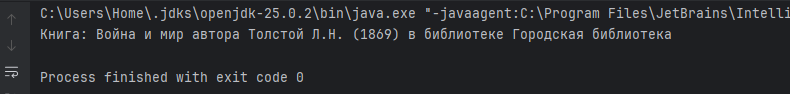 C:\Users\Home\.jdks\openjdk-25.0.2\bin\java.exe "-javaagent:C:\Program Files\JetBrains\Intelli
Книга: Война и мир автора Толстой Л.Н. (1869) в библиотеке Городская библиотека
Process finished with exit code 0